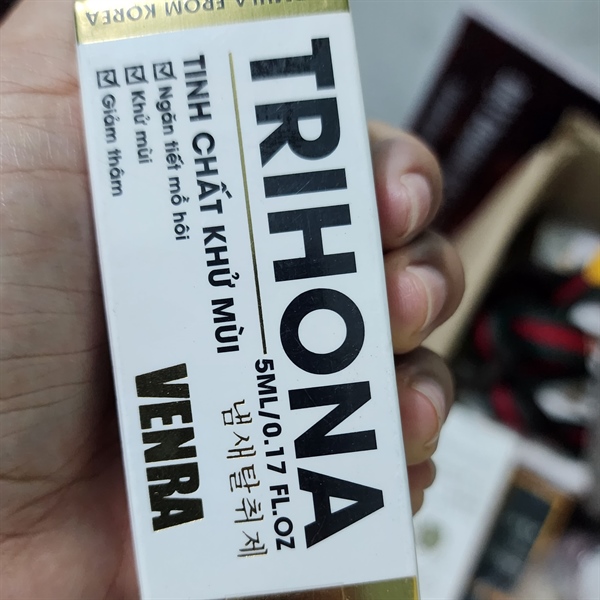 FROM KOREA
TRIHONA
5ML/0.17 FL.OZ
TINH CHẤT KHỬ MÙI
냄새탈취제
☑ Ngăn tiết mồ hôi
☑ Khử mùi
☑ Giảm thâm
VENRA